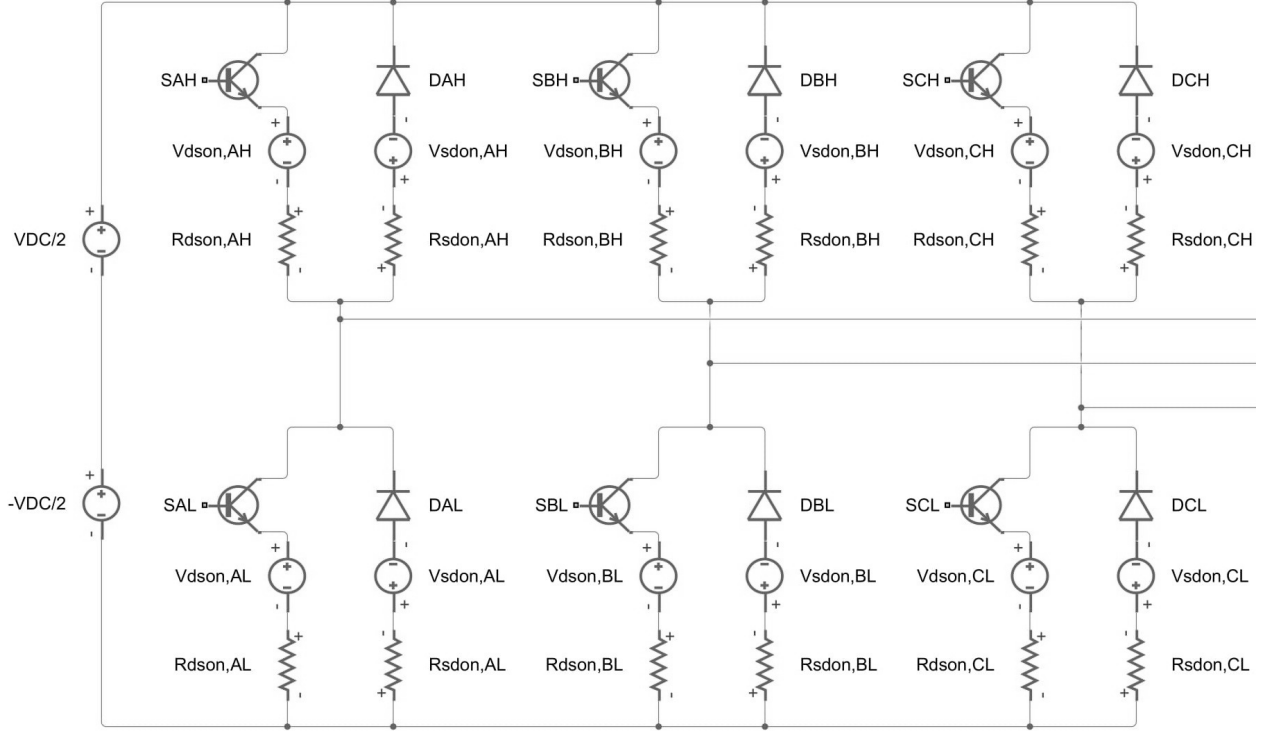 SAH
DAH
SBH
DBH
SCH
DCH
Vdson,AH
Vsdon,AH
Vdson,BH
Vsdon,BH
Vdson,CH
Vsdon,CH
VDC/2
Rdson,AH
Rsdon,AH
Rdson,BH
Rsdon,BH
Rdson,CH
Rsdon,CH
-VDC/2
SAL
DAL
SBL
DBL
SCL
DCL
Vdson,AL
Vsdon,AL
Vdson,BL
Vsdon,BL
Vdson,CL
Vsdon,CL
Rdson,AL
Rsdon,AL
Rdson,BL
Rsdon,BL
Rdson,CL
Rsdon,CL